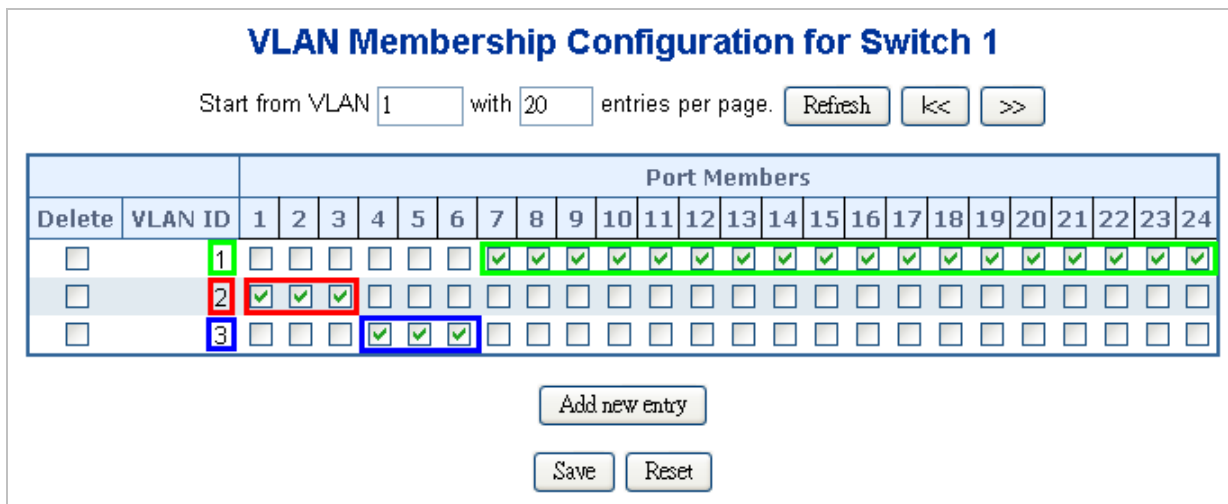 VLAN Membership Configuration for Switch 1
Start from VLAN 1 with 20 entries per page. Refresh |<< >>
Port Members
Delete VLAN ID 1 2 3 4 5 6 7 8 9 10 11 12 13 14 15 16 17 18 19 20 21 22 23 24
1
2
3
Add new entry
Save Reset